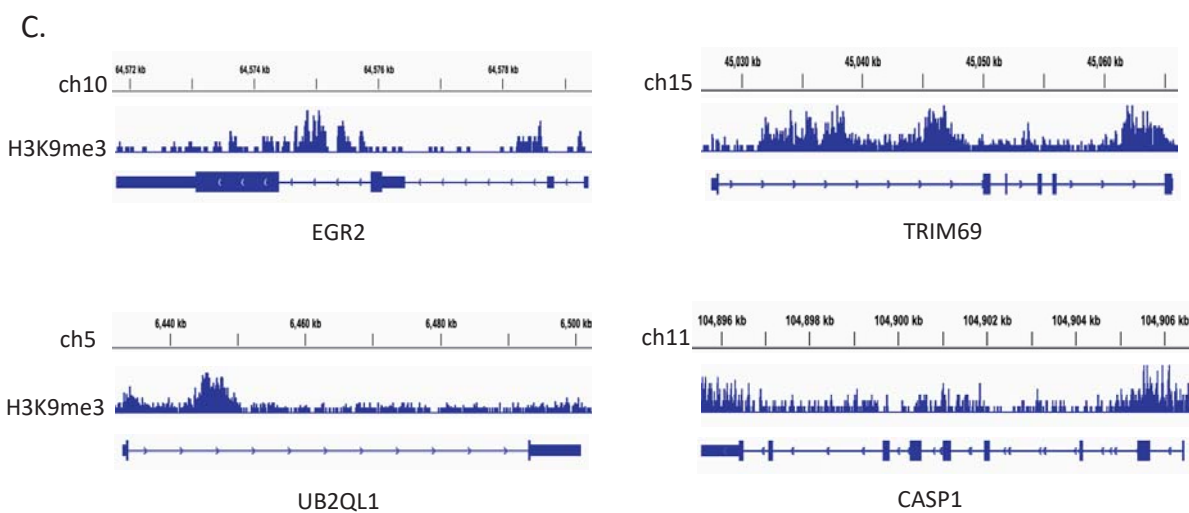 C.
ch10
64,572 kb 64,574 kb 64,576 kb 64,578 kb
H3K9me3
EGR2
ch15
45,030 kb 45,040 kb 45,050 kb 45,060 kb
TRIM69
ch5
6,440 kb 6,460 kb 6,480 kb 6,500 kb
H3K9me3
UB2QL1
ch11
104,896 kb 104,898 kb 104,900 kb 104,902 kb 104,904 kb 104,906 kb
CASP1